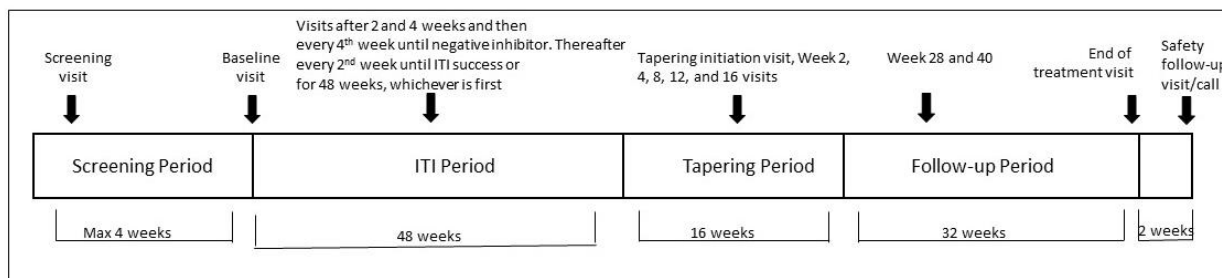 Screening
visit
Baseline
visit
Visits after 2 and 4 weeks and then
every 4th week until negative inhibitor. Thereafter
every 2nd week until ITI success or
for 48 weeks, whichever is first
Tapering initiation visit, Week 2,
4, 8, 12, and 16 visits
Week 28 and 40
End of
treatment visit
Safety
follow-up
visit/call
Screening Period
ITI Period
Tapering Period
Follow-up Period
Max 4 weeks
48 weeks
16 weeks
32 weeks
2 weeks